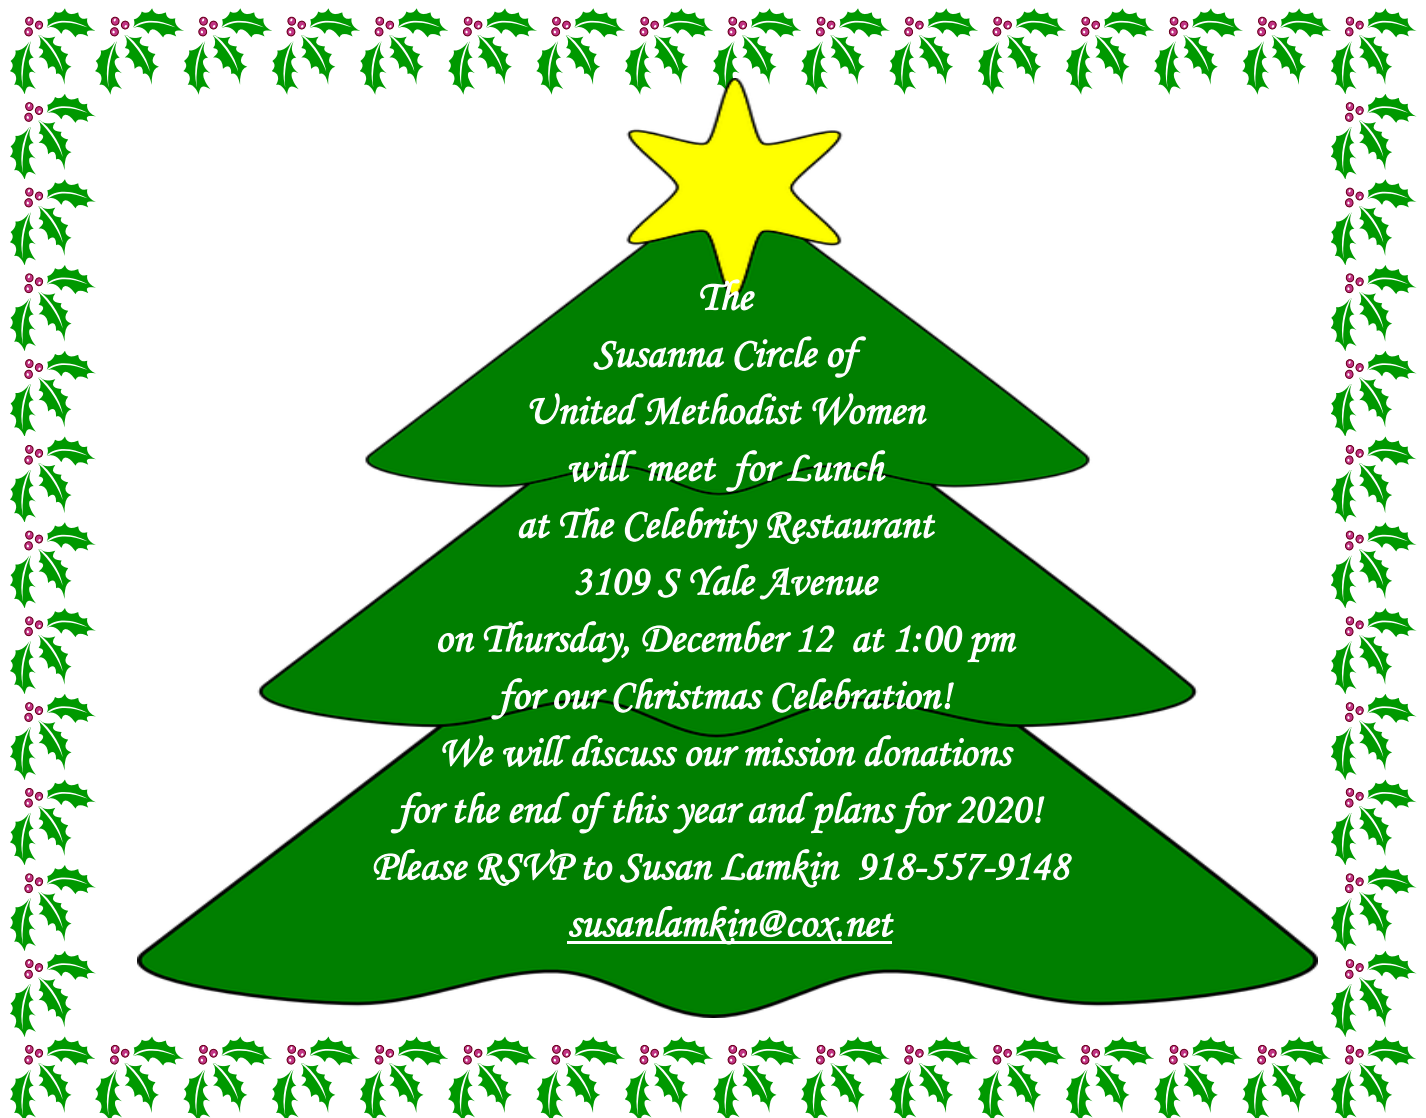 The
Susanna Circle of
United Methodist Women
will  meet  for Lunch
at The Celebrity Restaurant
3109 S Yale Avenue
on Thursday, December 12  at 1:00 pm
for our Christmas Celebration!
We will discuss our mission donations
for the end of this year and plans for 2020!
Please RSVP to Susan Lamkin  918-557-9148
susanlamkin@cox.net